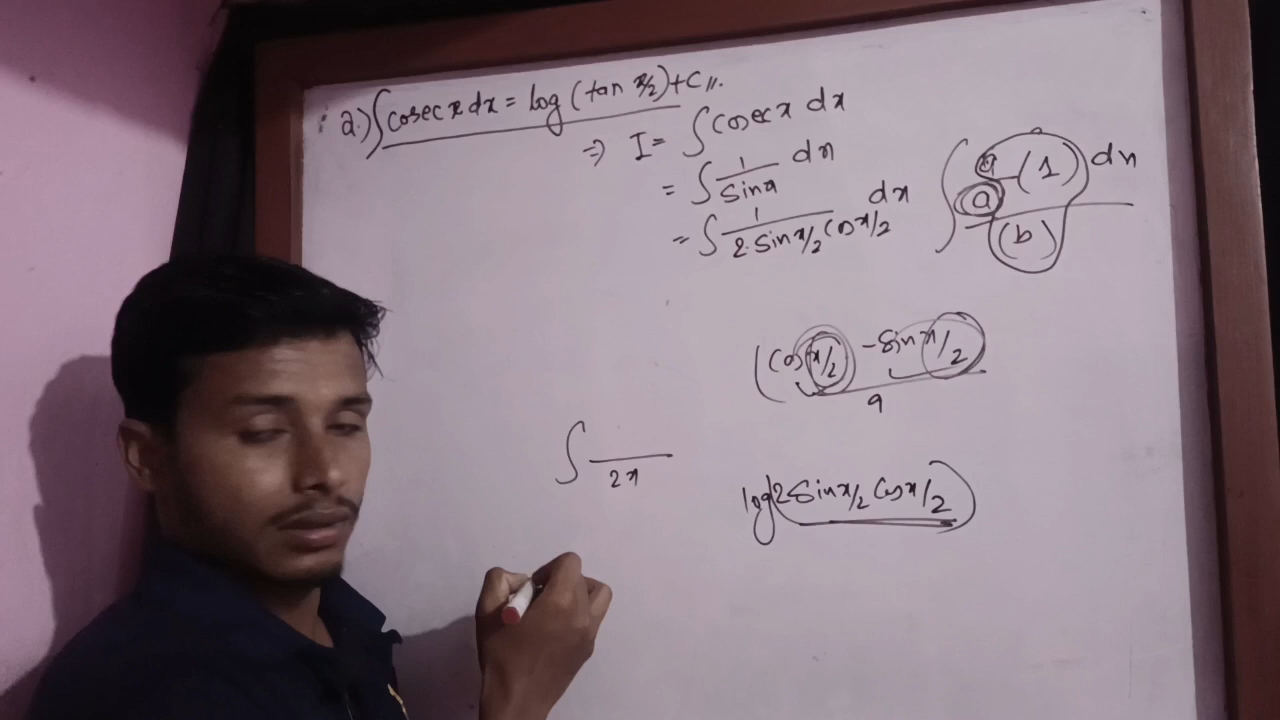 2.) ∫cosec x dx = log (tan x/2) + C //.
⇒ I = ∫cosec x dx
= ∫ 1/sinx dx
= ∫ 1/2.sin x/2 cos x/2 dx
∫ (1) dx
a
(b)
(cos x/2 - sin x/2
∫ 2x
log(2 sin x/2 cos x/2)